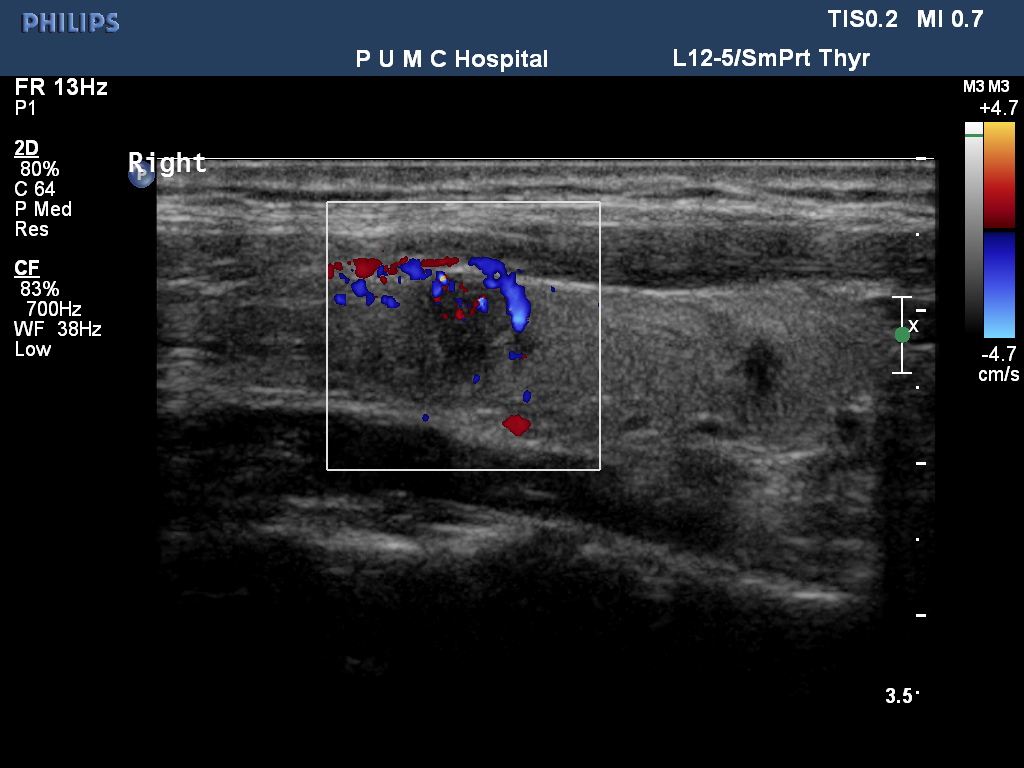 PHILIPS
TIS0.2 MI 0.7
P U M C Hospital
L12-5/SmPrt Thyr
FR 13Hz
P1
2D
80%
C 64
P Med
Res
CF
83%
700Hz
WF 38Hz
Low
Right
P
M3 M3
+4.7
-4.7
cm/s
x
3.5